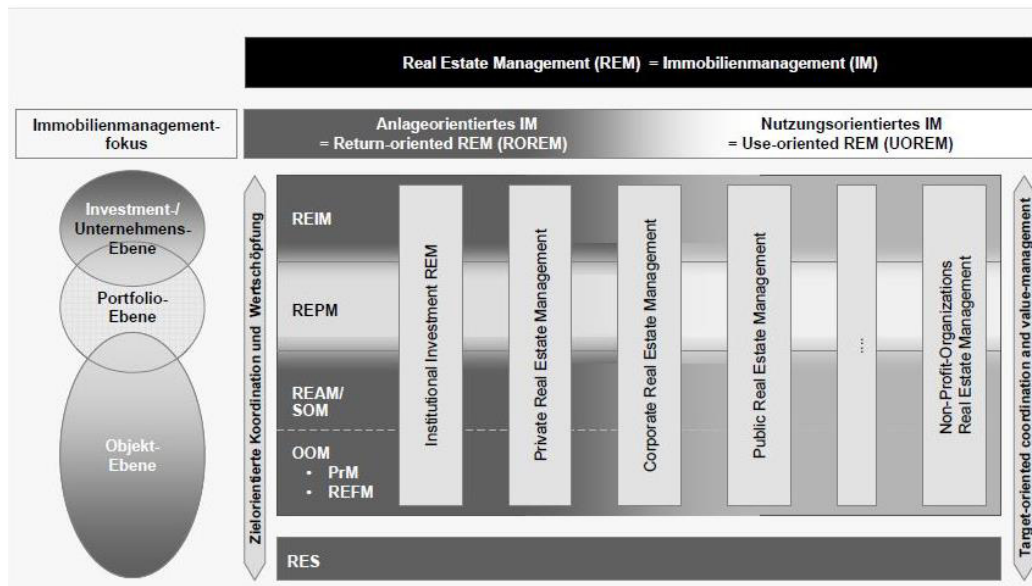 Real Estate Management (REM) = Immobilienmanagement (IM)
Immobilienmanagement-
fokus
Anlageorientiertes IM
= Return-oriented REM (ROREM)
Nutzungsorientiertes IM
= Use-oriented REM (UOREM)
Investment-/
Unternehmens-
Ebene
Portfolio-
Ebene
Objekt-
Ebene
Zielorientierte Koordination und Wertschöpfung
REIM
REPM
REAM/
SOM
OOM
• PrM
• REFM
Institutional Investment REM
Private Real Estate Management
Corporate Real Estate Management
Public Real Estate Management
....
Non-Profit-Organizations
Real Estate Management
Target-oriented coordination and value-management
RES